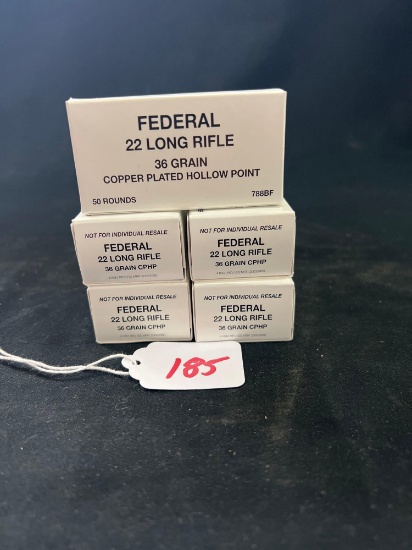 FEDERAL
22 LONG RIFLE
36 GRAIN
COPPER PLATED HOLLOW POINT
50 ROUNDS 788BF
NOT FOR INDIVIDUAL RESALE
FEDERAL
22 LONG RIFLE
36 GRAIN CPHP
NOT FOR INDIVIDUAL RESALE
FEDERAL
22 LONG RIFLE
36 GRAIN CPHP
NOT FOR INDIVIDUAL RESALE
FEDERAL
22 LONG RIFLE
36 GRAIN CPHP
NOT FOR INDIVIDUAL RESALE
FEDERAL
22 LONG RIFLE
36 GRAIN CPHP
185